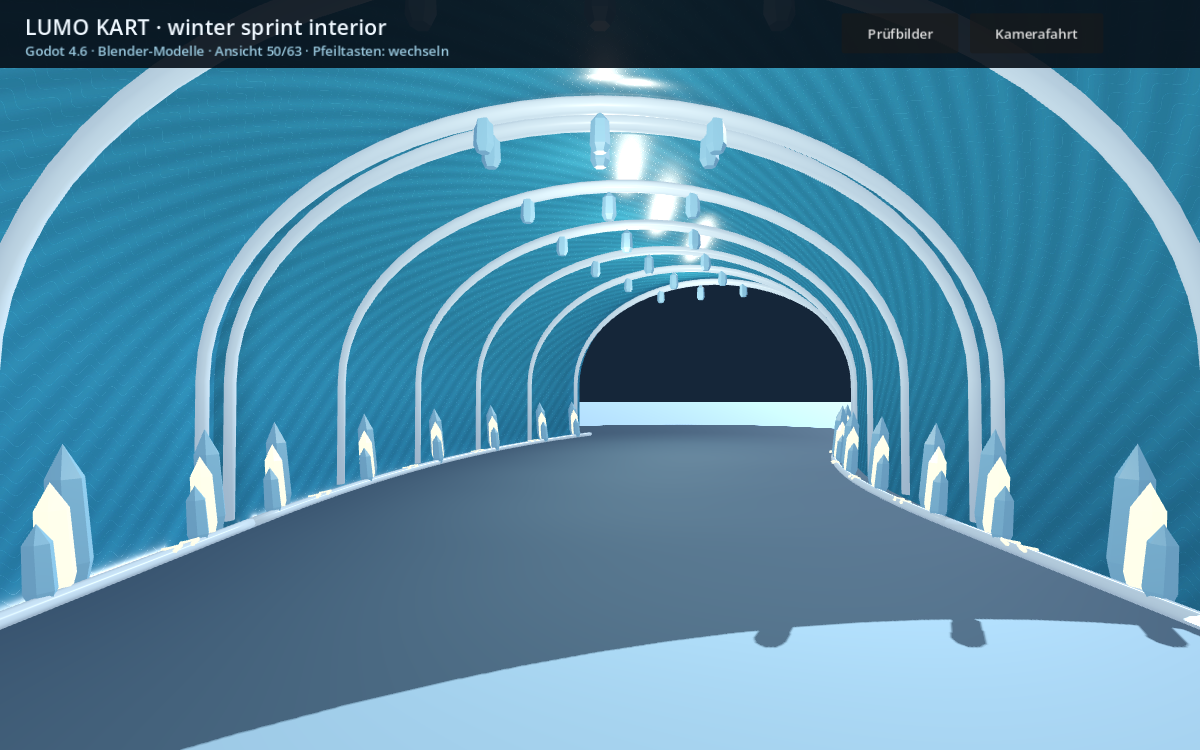 LUMO KART · winter sprint interior
Godot 4.6 · Blender-Modelle · Ansicht 50/63 · Pfeiltasten: wechseln
Prüfbilder
Kamerafahrt